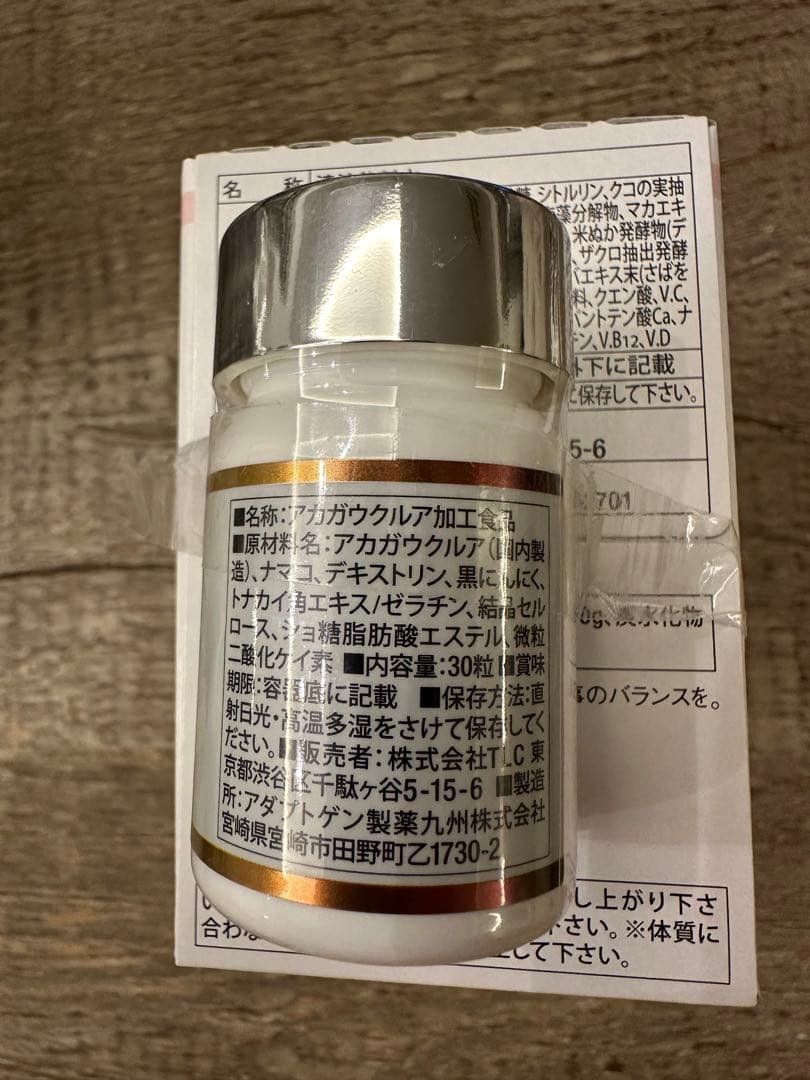 名 称
シトルリン、クコの実抽
藻分解物、マカエキ
米ぬか発酵物(デ
ザクロ抽出発酵
バエキス末(さばを
料、クエン酸、V.C、
パントテン酸Ca、ナ
チン、V.B12、V.D
外下に記載
保存して下さい。
5-6
701
■名称:アカガウクルア加工食品
■原材料名:アカガウクルア(国内製
造)、ナマコ、デキストリン、黒にんにく、
トナカイ角エキス/ゼラチン、結晶セル
ロース、ショ糖脂肪酸エステル、微粒
二酸化ケイ素 ■内容量:30粒 ■賞味
期限:容器底に記載 ■保存方法:直
射日光・高温多湿をさけて保存してく
ださい。■販売者:株式会社TLC 東
京都渋谷区千駄ヶ谷5-15-6 ■製造
所:アダプトゲン製薬九州株式会社
宮崎県宮崎市田野町乙1730-2
0g、炭水化物
事のバランスを。
し上がり下さ
合わな
下さい。※体質に
して下さい。